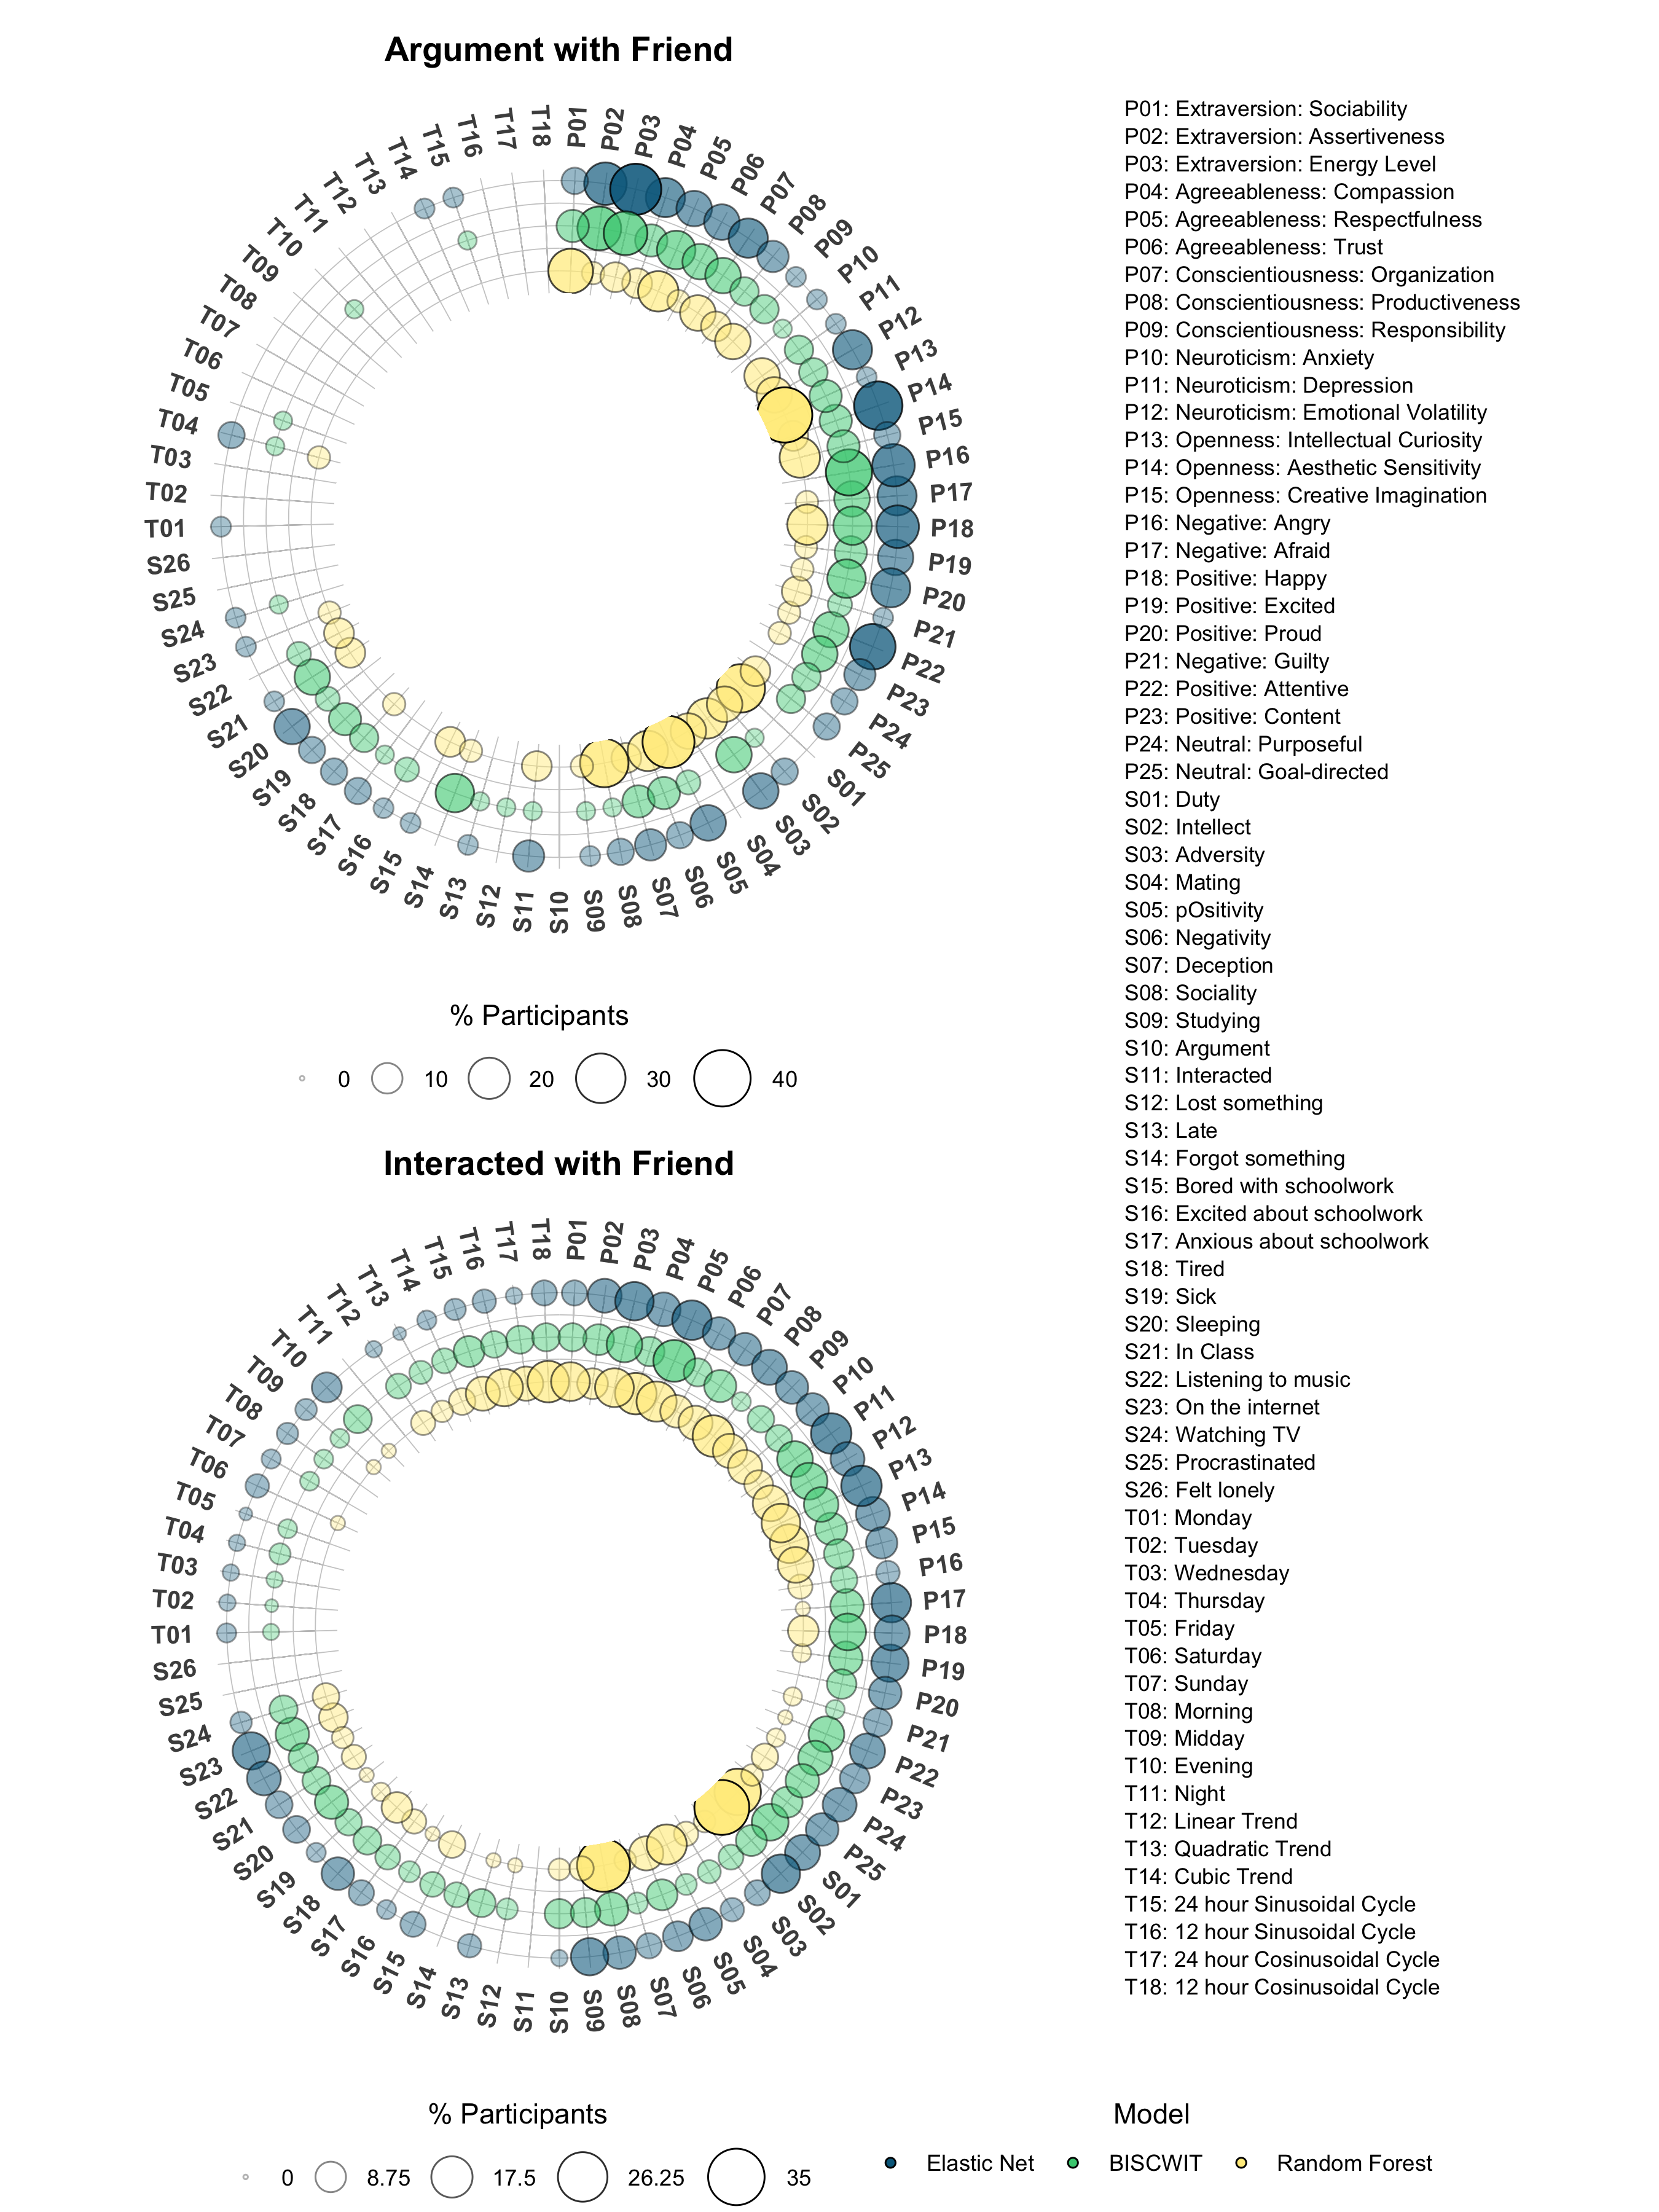 Argument with Friend
P01
P02
P03
P04
P05
P06
P07
P08
P09
P10
P11
P12
P13
P14
P15
P16
P17
P18
P19
P20
P21
P22
P23
P24
P25
S01
S02
S03
S04
S05
S06
S07
S08
S09
S10
S11
S12
S13
S14
S15
S16
S17
S18
S19
S20
S21
S22
S23
S24
S25
S26
T01
T02
T03
T04
T05
T06
T07
T08
T09
T10
T11
T12
T13
T14
T15
T16
T17
T18
% Participants
0 10 20 30 40
Interacted with Friend
P01
P02
P03
P04
P05
P06
P07
P08
P09
P10
P11
P12
P13
P14
P15
P16
P17
P18
P19
P20
P21
P22
P23
P24
P25
S01
S02
S03
S04
S05
S06
S07
S08
S09
S10
S11
S12
S13
S14
S15
S16
S17
S18
S19
S20
S21
S22
S23
S24
S25
S26
T01
T02
T03
T04
T05
T06
T07
T08
T09
T10
T11
T12
T13
T14
T15
T16
T17
T18
% Participants
0 8.75 17.5 26.25 35
P01: Extraversion: Sociability
P02: Extraversion: Assertiveness
P03: Extraversion: Energy Level
P04: Agreeableness: Compassion
P05: Agreeableness: Respectfulness
P06: Agreeableness: Trust
P07: Conscientiousness: Organization
P08: Conscientiousness: Productiveness
P09: Conscientiousness: Responsibility
P10: Neuroticism: Anxiety
P11: Neuroticism: Depression
P12: Neuroticism: Emotional Volatility
P13: Openness: Intellectual Curiosity
P14: Openness: Aesthetic Sensitivity
P15: Openness: Creative Imagination
P16: Negative: Angry
P17: Negative: Afraid
P18: Positive: Happy
P19: Positive: Excited
P20: Positive: Proud
P21: Negative: Guilty
P22: Positive: Attentive
P23: Positive: Content
P24: Neutral: Purposeful
P25: Neutral: Goal-directed
S01: Duty
S02: Intellect
S03: Adversity
S04: Mating
S05: pOsitivity
S06: Negativity
S07: Deception
S08: Sociality
S09: Studying
S10: Argument
S11: Interacted
S12: Lost something
S13: Late
S14: Forgot something
S15: Bored with schoolwork
S16: Excited about schoolwork
S17: Anxious about schoolwork
S18: Tired
S19: Sick
S20: Sleeping
S21: In Class
S22: Listening to music
S23: On the internet
S24: Watching TV
S25: Procrastinated
S26: Felt lonely
T01: Monday
T02: Tuesday
T03: Wednesday
T04: Thursday
T05: Friday
T06: Saturday
T07: Sunday
T08: Morning
T09: Midday
T10: Evening
T11: Night
T12: Linear Trend
T13: Quadratic Trend
T14: Cubic Trend
T15: 24 hour Sinusoidal Cycle
T16: 12 hour Sinusoidal Cycle
T17: 24 hour Cosinusoidal Cycle
T18: 12 hour Cosinusoidal Cycle
Model
Elastic Net BISCWIT Random Forest